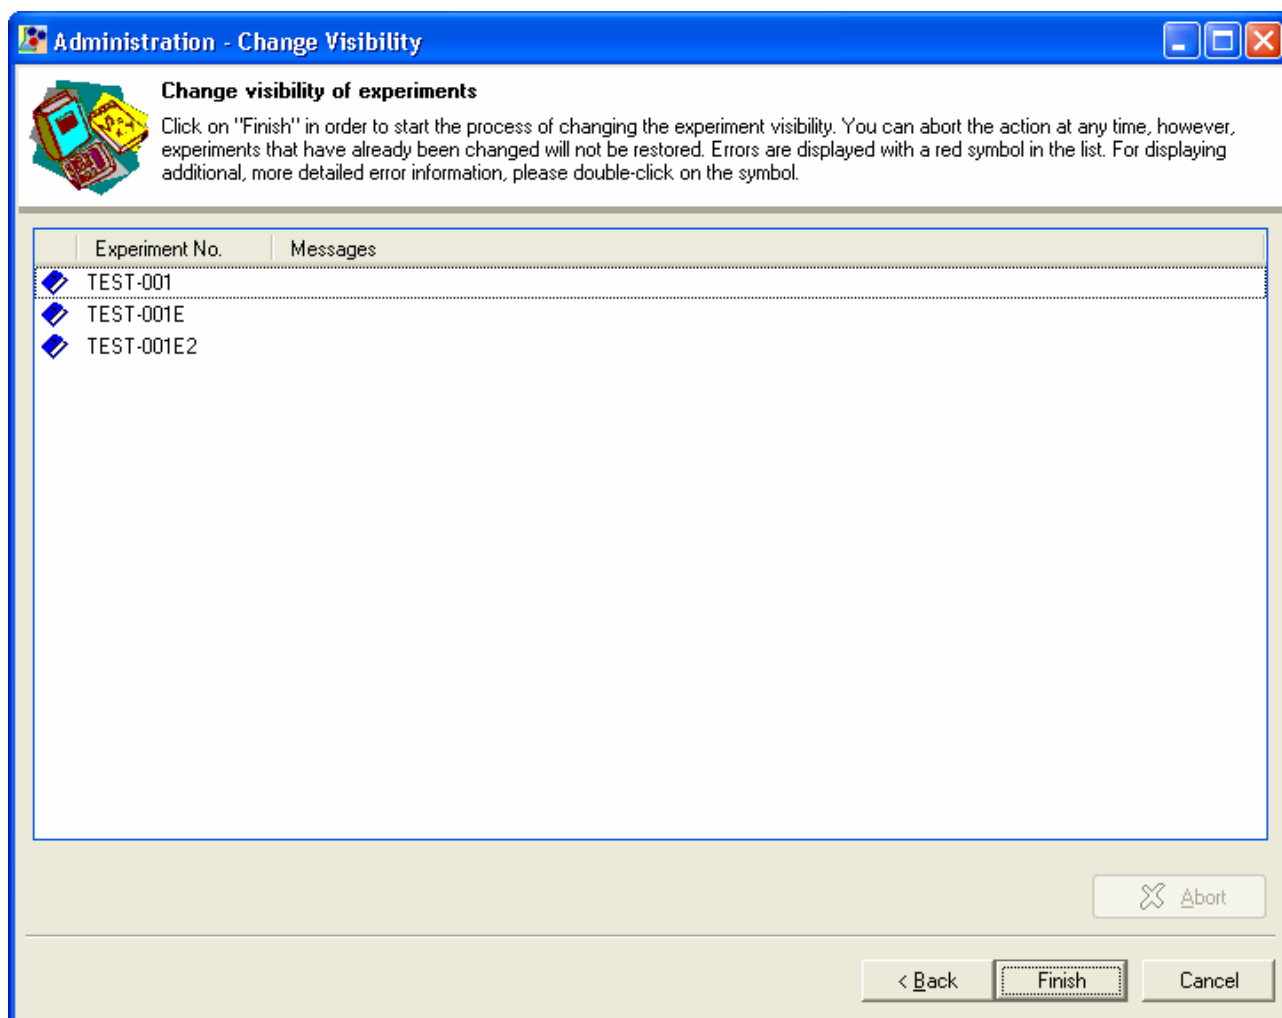 Administration - Change Visibility
Change visibility of experiments
Click on "Finish" in order to start the process of changing the experiment visibility. You can abort the action at any time, however,
experiments that have already been changed will not be restored. Errors are displayed with a red symbol in the list. For displaying
additional, more detailed error information, please double-click on the symbol.
Experiment No. Messages
TEST-001
TEST-001E
TEST-001E2
Abort
< Back Finish Cancel